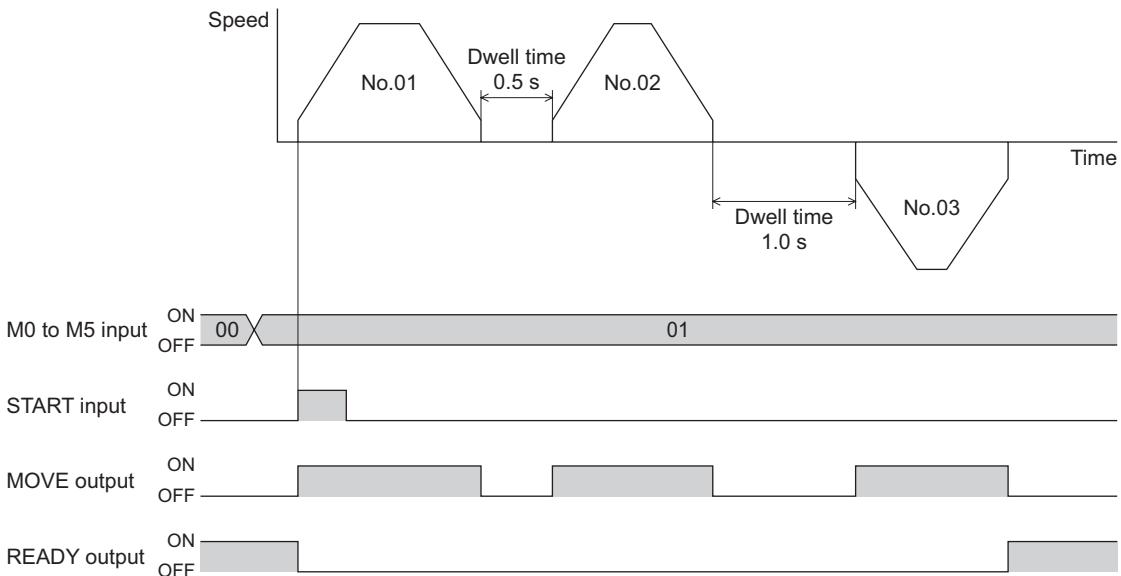 Speed
Dwell time
0.5 s
No.01
No.02
Time
No.03
Dwell time
1.0 s
M0 to M5 input
ON
OFF
00
01
START input
ON
OFF
MOVE output
ON
OFF
READY output
ON
OFF